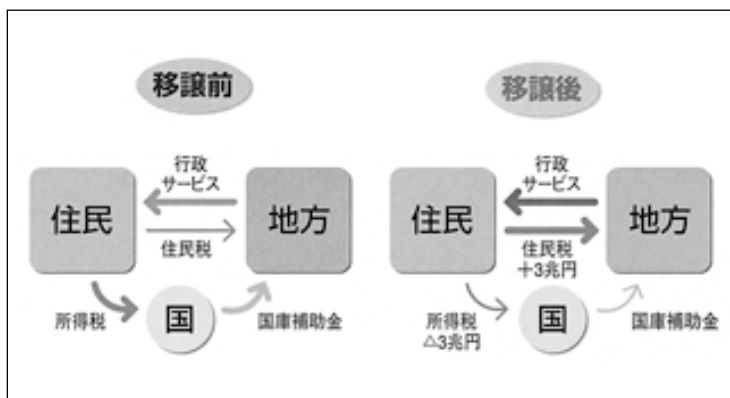 移譲前
行政
サービス
住民
地方
住民税
所得税
国
国庫補助金
移譲後
行政
サービス
住民
地方
住民税
+3兆円
所得税
△3兆円
国
国庫補助金